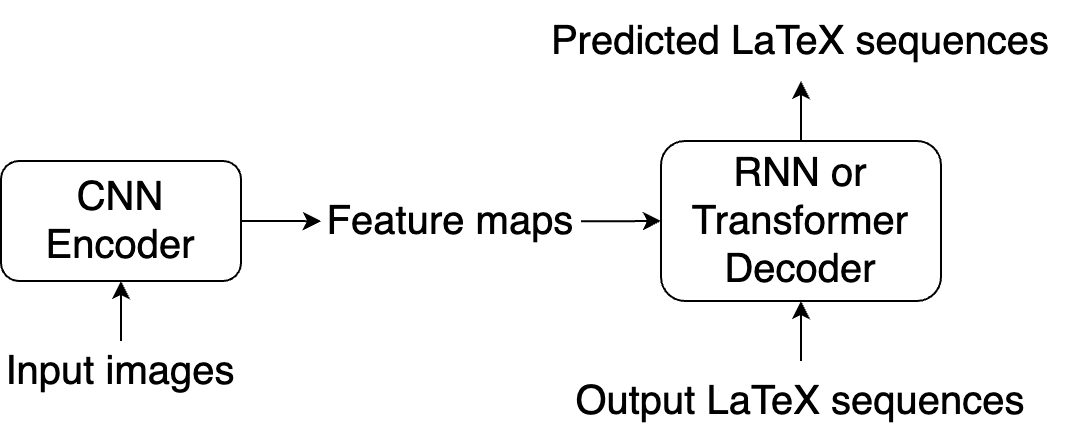 Predicted LaTeX sequences
CNN
Encoder
Feature maps
RNN or
Transformer
Decoder
Input images
Output LaTeX sequences